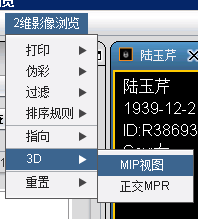 览
2维影像浏览
打印
伪彩
过滤
排序规则
指向
3D
重置
MIP视图
正交MPR
陆玉芹
陆玉芹
1939-12-2
ID:R38693